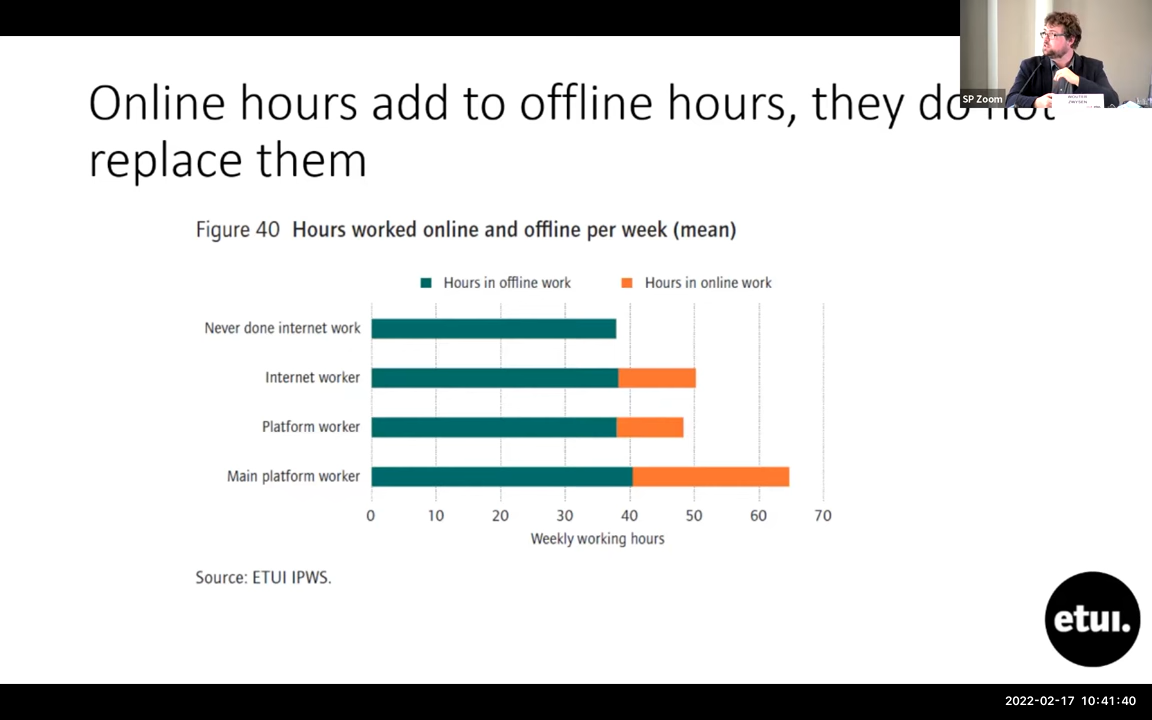 SP Zoom
WOUTER
ZWYSEN
Online hours add to offline hours, they do not
replace them
Figure 40 Hours worked online and offline per week (mean)
Hours in offline work Hours in online work
Never done internet work
Internet worker
Platform worker
Main platform worker
0 10 20 30 40 50 60 70
Weekly working hours
Source: ETUI IPWS.
etui.
2022-02-17 10:41:40